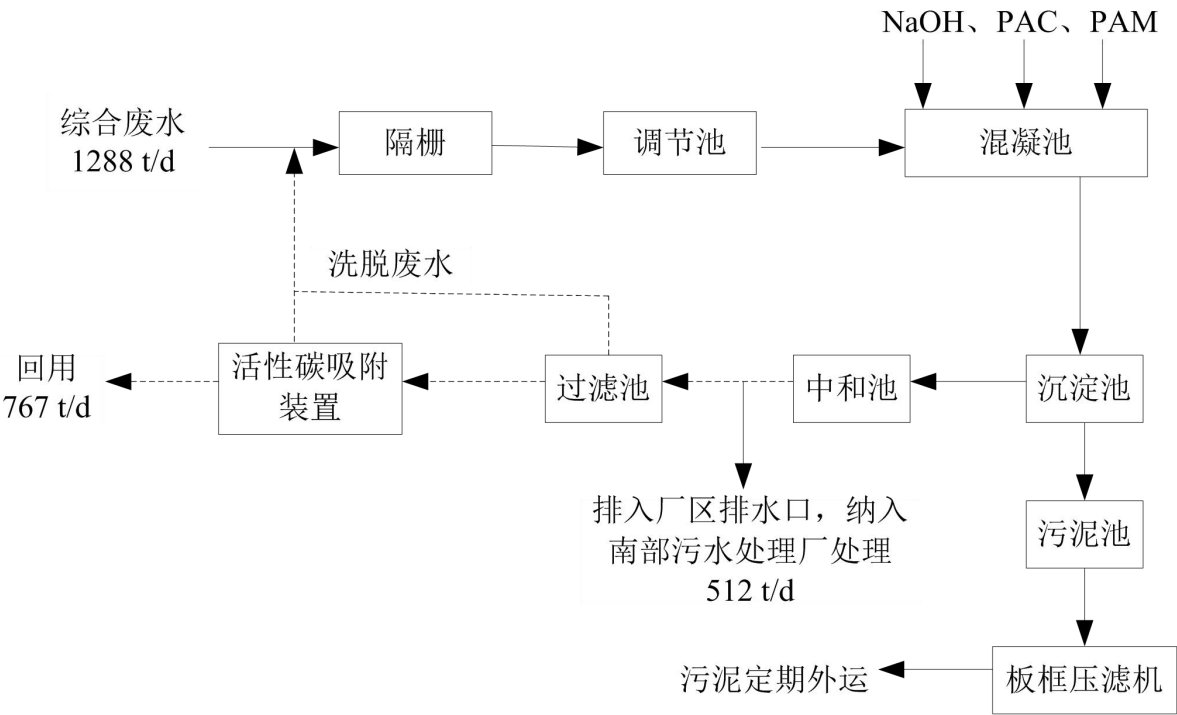 NaOH、PAC、PAM
综合废水
1288 t/d
隔栅
调节池
混凝池
洗脱废水
回用
767 t/d
活性碳吸附
装置
过滤池
中和池
沉淀池
排入厂区排水口，纳入
南部污水处理厂处理
512 t/d
污泥池
污泥定期外运
板框压滤机